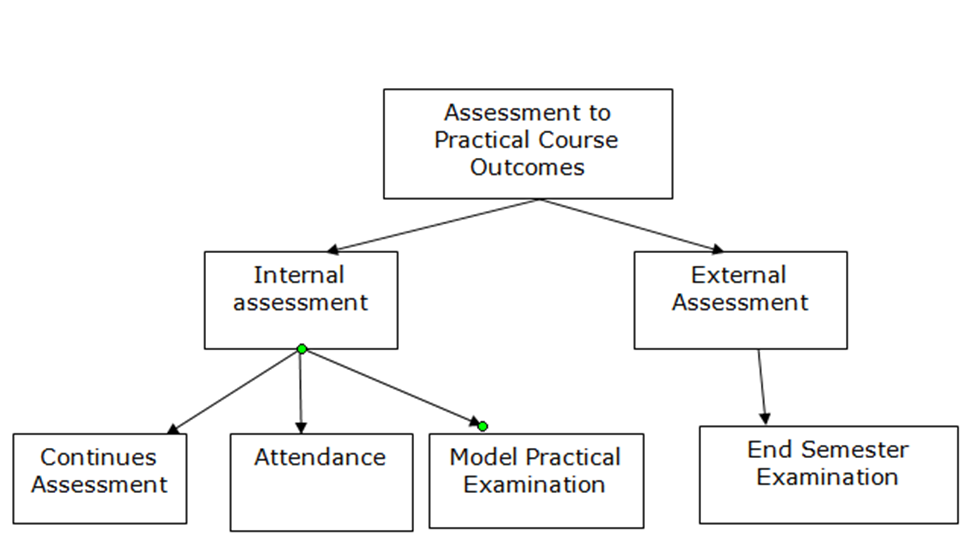 Assessment to
Practical Course
Outcomes
Internal
assessment
External
Assessment
Continues
Assessment
Attendance
Model Practical
Examination
End Semester
Examination